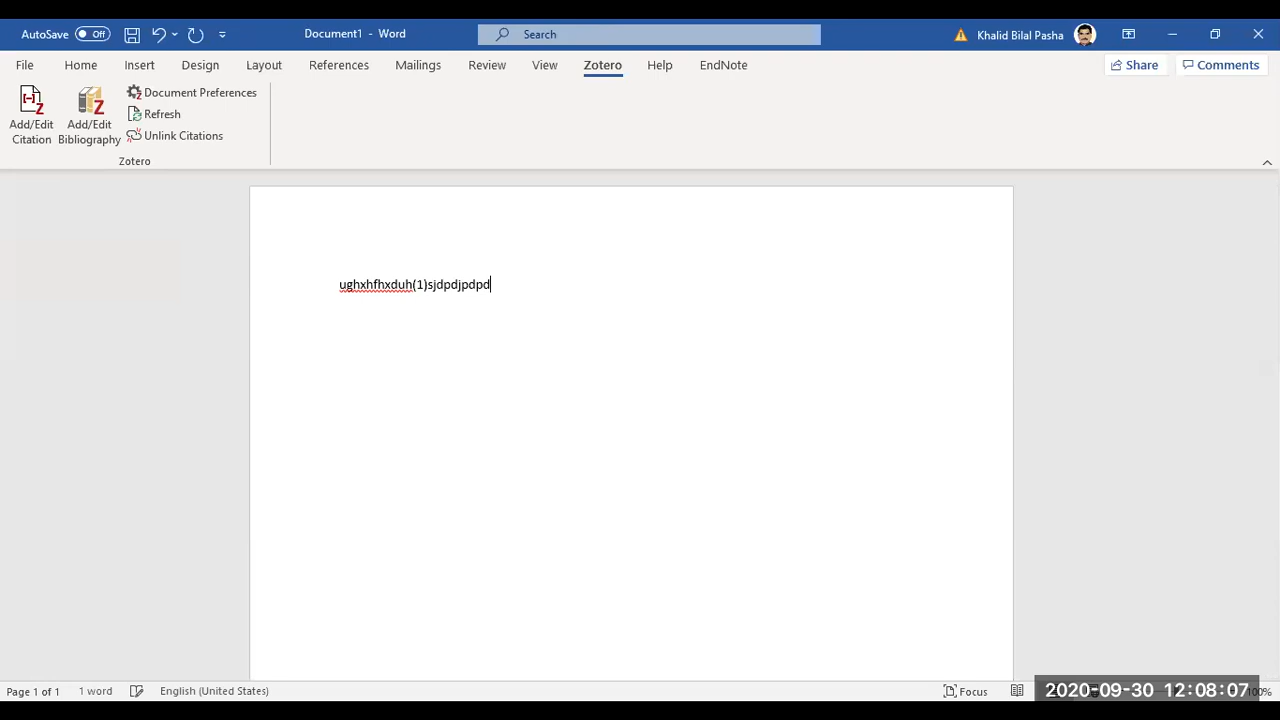 AutoSave Off Document1 - Word Search Khalid Bilal Pasha
File Home Insert Design Layout References Mailings Review View Zotero Help EndNote Share Comments
Add/Edit Citation
Add/Edit Bibliography
Document Preferences
Refresh
Unlink Citations
Zotero
ughxhfhxduh(1)sjdpdjpdpd
Page 1 of 1 1 word English (United States) Focus 100%
2020-09-30 12:08:07